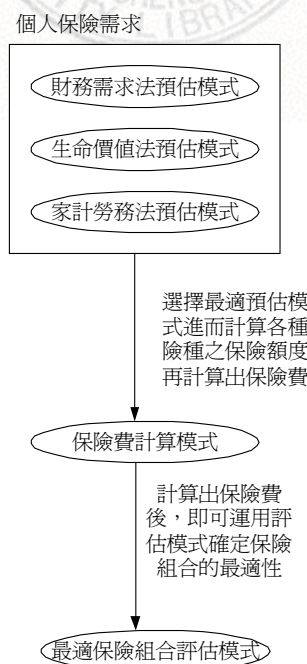 個人保險需求
財務需求法預估模式
生命價值法預估模式
家計勞務法預估模式
選擇最適預估模
式進而計算各種
險種之保險額度
再計算出保險費
保險費計算模式
計算出保險費
後，即可運用評
估模式確定保險
組合的最適性
最適保險組合評估模式